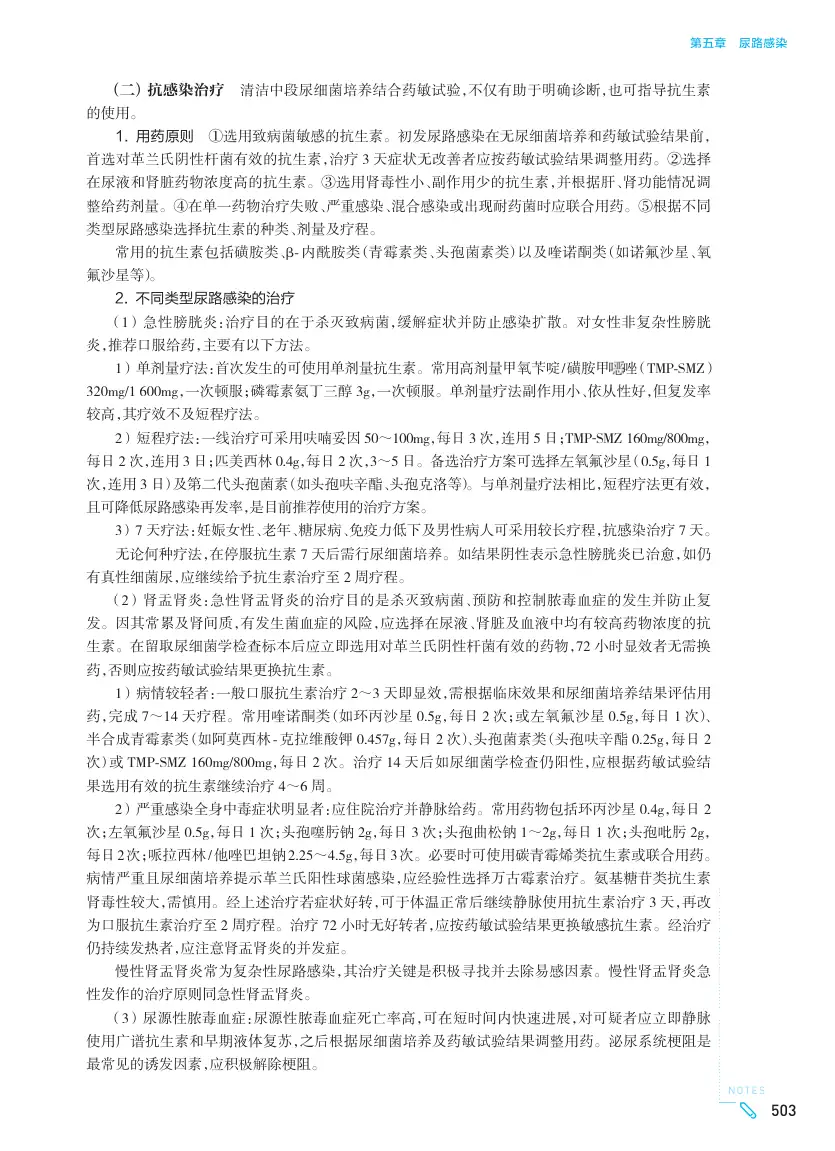 第五章 尿路感染
（二）抗感染治疗 清洁中段尿细菌培养结合药敏试验，不仅有助于明确诊断，也可指导抗生素
的使用。
1. 用药原则 ①选用致病菌敏感的抗生素。初发尿路感染在无尿细菌培养和药敏试验结果前，
首选对革兰氏阴性杆菌有效的抗生素，治疗 3 天症状无改善者应按药敏试验结果调整用药。②选择
在尿液和肾脏药物浓度高的抗生素。③选用肾毒性小、副作用少的抗生素，并根据肝、肾功能情况调
整给药剂量。④在单一药物治疗失败、严重感染、混合感染或出现耐药菌时应联合用药。⑤根据不同
类型尿路感染选择抗生素的种类、剂量及疗程。
常用的抗生素包括磺胺类、β- 内酰胺类（青霉素类、头孢菌素类）以及喹诺酮类（如诺氟沙星、氧
氟沙星等）。
2. 不同类型尿路感染的治疗
（1）急性膀胱炎：治疗目的在于杀灭致病菌，缓解症状并防止感染扩散。对女性非复杂性膀胱
炎，推荐口服给药，主要有以下方法。
1）单剂量疗法：首次发生的可使用单剂量抗生素。常用高剂量甲氧苄啶/磺胺甲噁唑（TMP-SMZ）
320mg/1 600mg，一次顿服；磷霉素氨丁三醇 3g，一次顿服。单剂量疗法副作用小、依从性好，但复发率
较高，其疗效不及短程疗法。
2）短程疗法：一线治疗可采用呋喃妥因 50～100mg，每日 3 次，连用 5 日；TMP-SMZ 160mg/800mg，
每日 2 次，连用 3 日；匹美西林 0.4g，每日 2 次，3～5 日。备选治疗方案可选择左氧氟沙星（0.5g，每日 1
次，连用 3 日）及第二代头孢菌素（如头孢呋辛酯、头孢克洛等）。与单剂量疗法相比，短程疗法更有效，
且可降低尿路感染再发率，是目前推荐使用的治疗方案。
3）7 天疗法：妊娠女性、老年、糖尿病、免疫力低下及男性病人可采用较长疗程，抗感染治疗 7 天。
无论何种疗法，在停服抗生素 7 天后需行尿细菌培养。如结果阴性表示急性膀胱炎已治愈，如仍
有真性细菌尿，应继续给予抗生素治疗至 2 周疗程。
（2）肾盂肾炎：急性肾盂肾炎的治疗目的是杀灭致病菌、预防和控制脓毒血症的发生并防止复
发。因其常累及肾间质，有发生菌血症的风险，应选择在尿液、肾脏及血液中均有较高药物浓度的抗
生素。在留取尿细菌学检查标本后应立即选用对革兰氏阴性杆菌有效的药物，72 小时显效者无需换
药，否则应按药敏试验结果更换抗生素。
1）病情较轻者：一般口服抗生素治疗 2～3 天即显效，需根据临床效果和尿细菌培养结果评估用
药，完成 7～14 天疗程。常用喹诺酮类（如环丙沙星 0.5g，每日 2 次；或左氧氟沙星 0.5g，每日 1 次）、
半合成青霉素类（如阿莫西林-克拉维酸钾 0.457g，每日 2 次）、头孢菌素类（头孢呋辛酯 0.25g，每日 2
次）或 TMP-SMZ 160mg/800mg，每日 2 次。治疗 14 天后如尿细菌学检查仍阳性，应根据药敏试验结
果选用有效的抗生素继续治疗 4～6 周。
2）严重感染全身中毒症状明显者：应住院治疗并静脉给药。常用药物包括环丙沙星 0.4g，每日 2
次；左氧氟沙星 0.5g，每日 1 次；头孢噻肟钠 2g，每日 3 次；头孢曲松钠 1～2g，每日 1 次；头孢吡肟 2g，
每日2次；哌拉西林/他唑巴坦钠2.25～4.5g，每日3次。必要时可使用碳青霉烯类抗生素或联合用药。
病情严重且尿细菌培养提示革兰氏阳性球菌感染，应经验性选择万古霉素治疗。氨基糖苷类抗生素
肾毒性较大，需慎用。经上述治疗若症状好转，可于体温正常后继续静脉使用抗生素治疗 3 天，再改
为口服抗生素治疗至 2 周疗程。治疗 72 小时无好转者，应按药敏试验结果更换敏感抗生素。经治疗
仍持续发热者，应注意肾盂肾炎的并发症。
慢性肾盂肾炎常为复杂性尿路感染，其治疗关键是积极寻找并去除易感因素。慢性肾盂肾炎急
性发作的治疗原则同急性肾盂肾炎。
（3）尿源性脓毒血症：尿源性脓毒血症死亡率高，可在短时间内快速进展，对可疑者应立即静脉
使用广谱抗生素和早期液体复苏，之后根据尿细菌培养及药敏试验结果调整用药。泌尿系统梗阻是
最常见的诱发因素，应积极解除梗阻。
NOTES
503